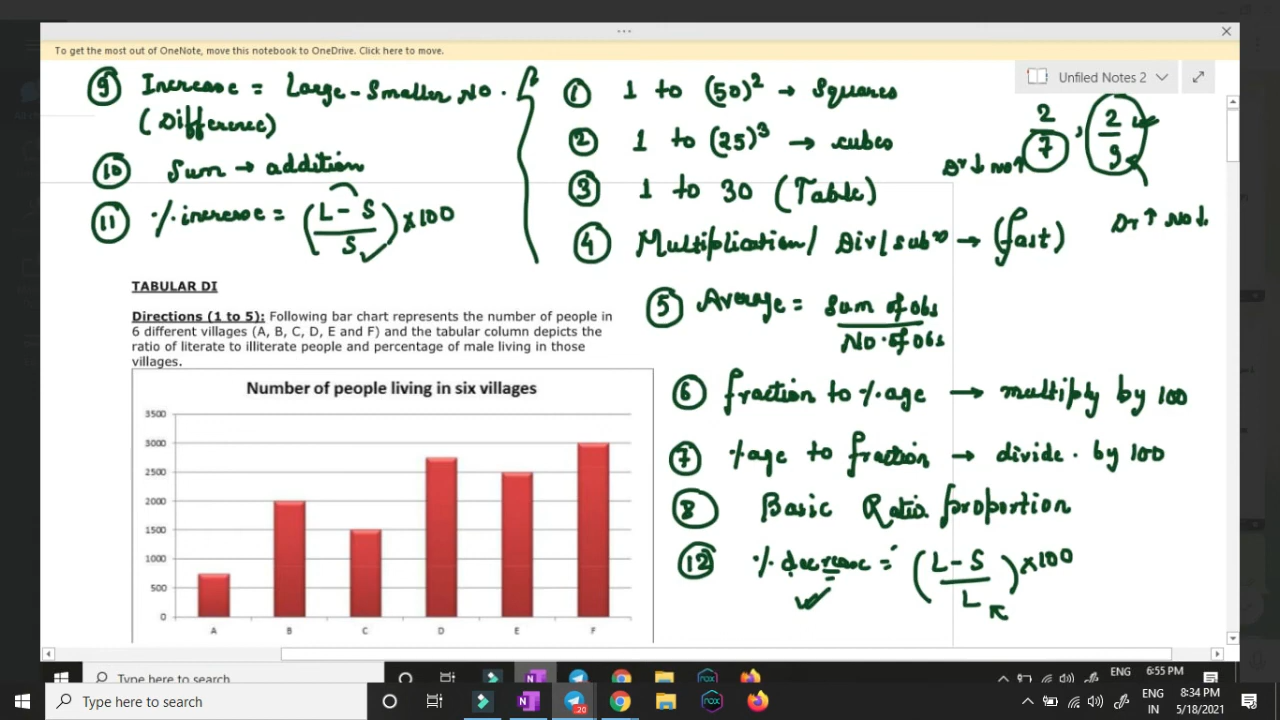 To get the most out of OneNote, move this notebook to OneDrive. Click here to move.
Unfiled Notes 2
9 Increase = Large - Smaller No.
(Difference)
10 Sum → addition
11 % increase = (L - S / S) × 100
1 1 to (50)² → Squares
2 1 to (25)³ → cubes
3 1 to 30 (Table)
4 Multiplication / Div / subn → (fast)
2/7 , 2/9
Dr ↓ No ↑
Dr ↑ No ↓
5 Average = Sum of obs / No. of obs
6 fraction to %age → multiply by 100
7 %age to fraction → divide. by 100
8 Basic Ratio proportion
12 % decrease = (L - S / L) × 100
TABULAR DI
Directions (1 to 5): Following bar chart represents the number of people in
6 different villages (A, B, C, D, E and F) and the tabular column depicts the
ratio of literate to illiterate people and percentage of male living in those
villages.
Number of people living in six villages
3500
3000
2500
2000
1500
1000
500
0
A B C D E F
Type here to search
ENG 6:55 PM
Type here to search
20
nox
ENG 8:34 PM
IN 5/18/2021